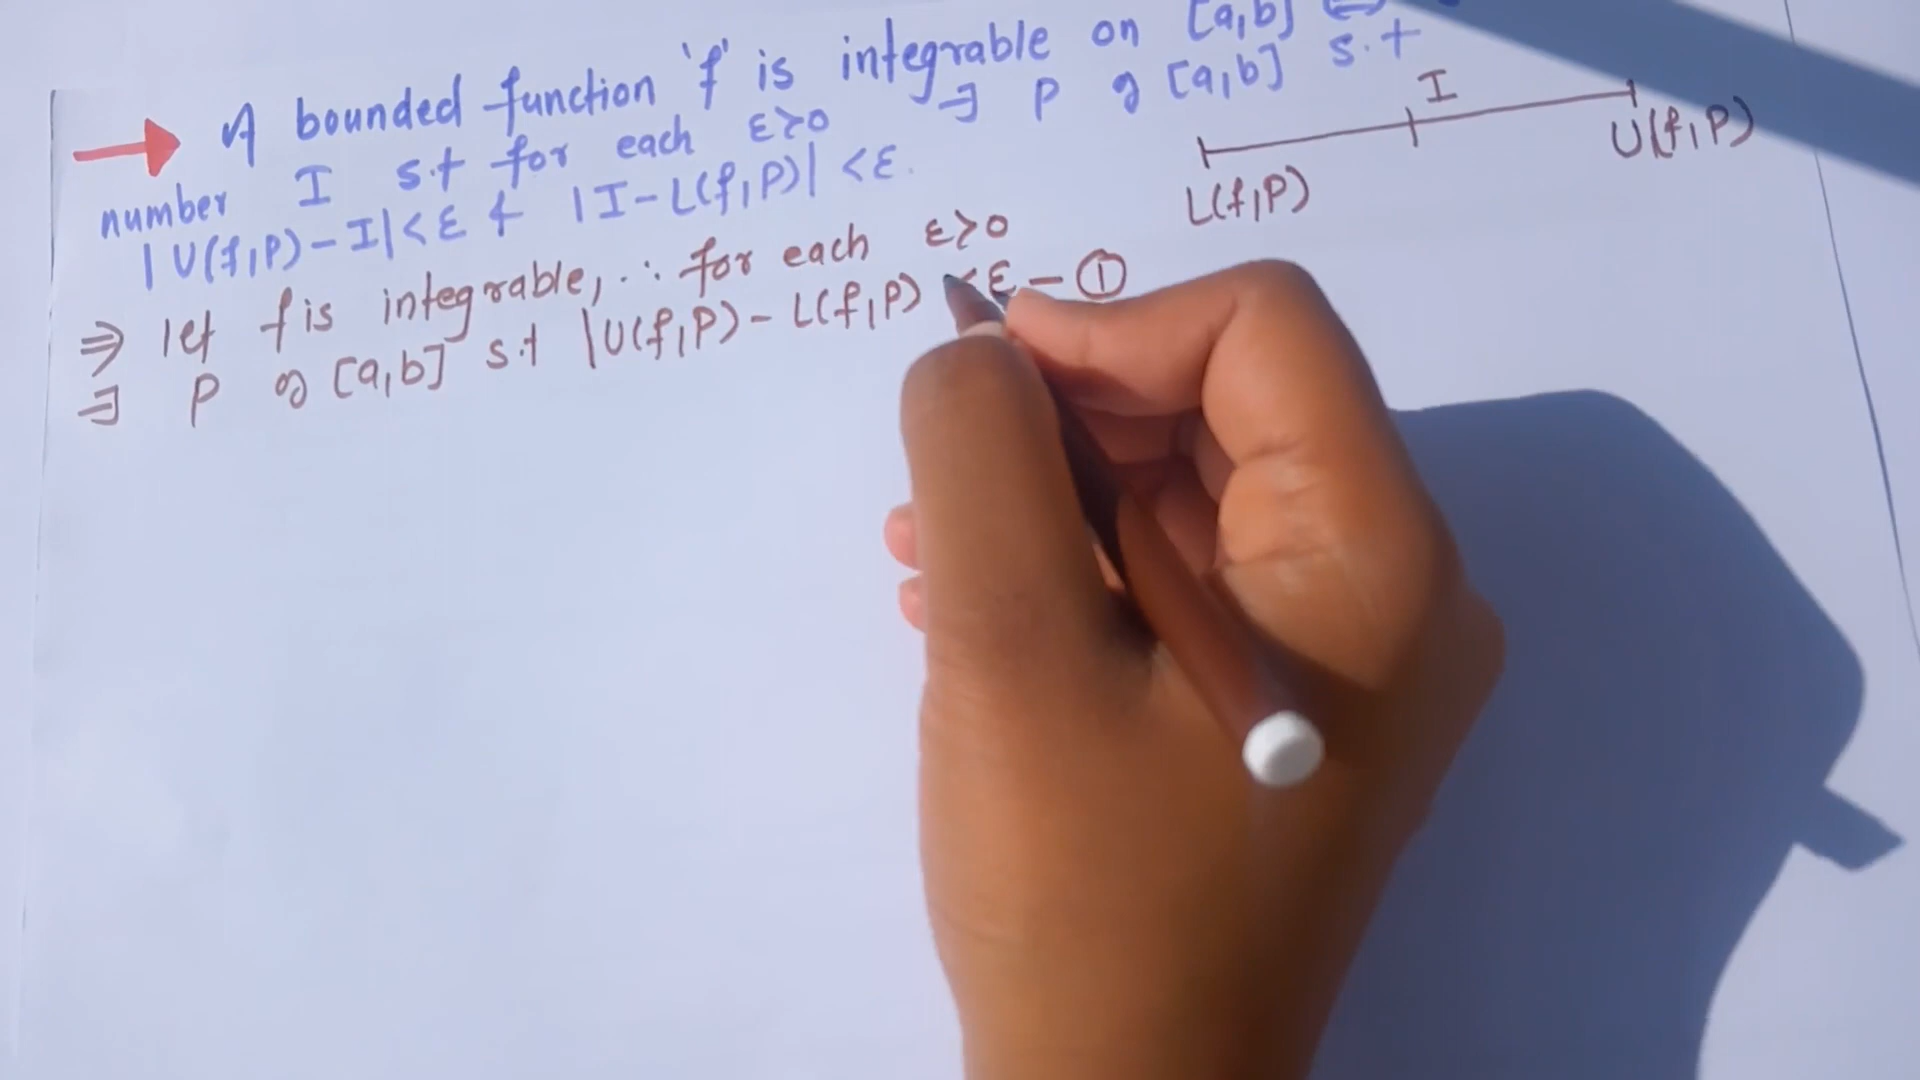 A bounded function 'f' is integrable on [a,b] ⇔
number I s.t for each ε>0 ∃ P of [a,b] s.t
|U(f,P)-I|<ε & |I-L(f,P)|<ε.
I
L(f,P) U(f,P)
⇒ let f is integrable, ∴ for each ε>0
∃ P of [a,b] s.t |U(f,P)-L(f,P) <ε - ①